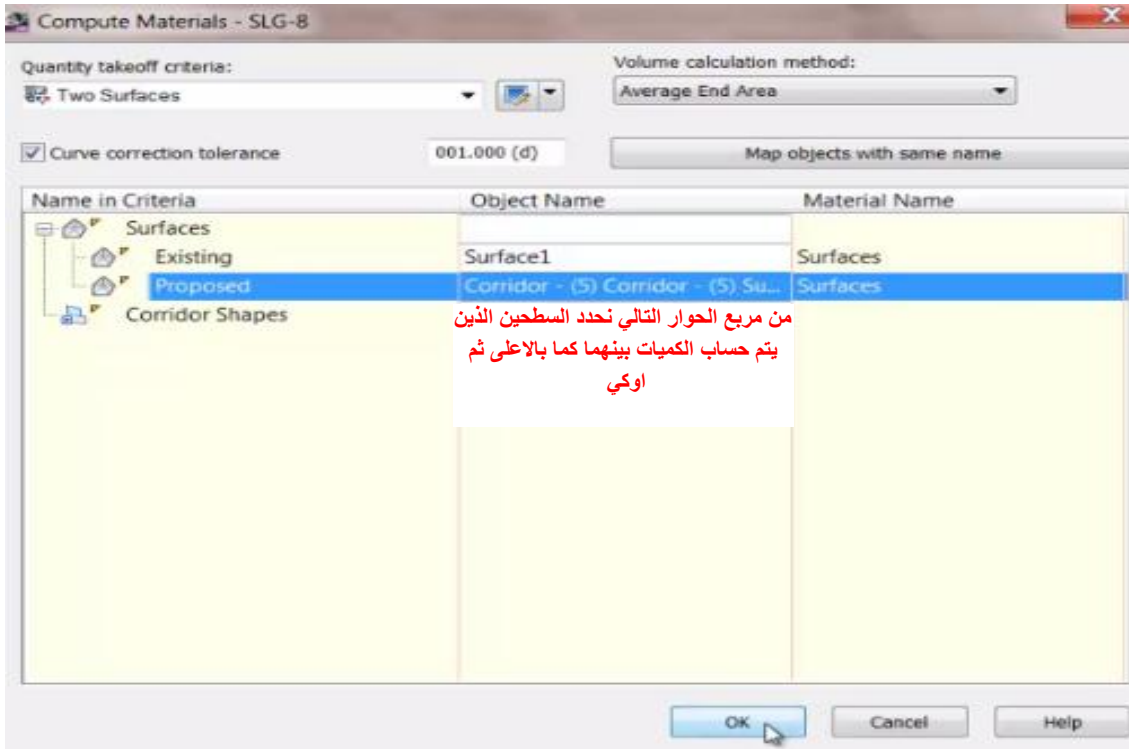 Compute Materials - SLG-8
Quantity takeoff criteria:
Volume calculation method:
Two Surfaces
Average End Area
Curve correction tolerance
001.000 (d)
Map objects with same name
Name in Criteria
Object Name
Material Name
Surfaces
Existing
Surface1
Surfaces
Proposed
Corridor - (5) Corridor - (5) Su...
Surfaces
Corridor Shapes
من مربع الحوار التالي نحدد السطحين الذين
يتم حساب الكميات بينهما كما بالاعلى ثم
اوكي
OK
Cancel
Help